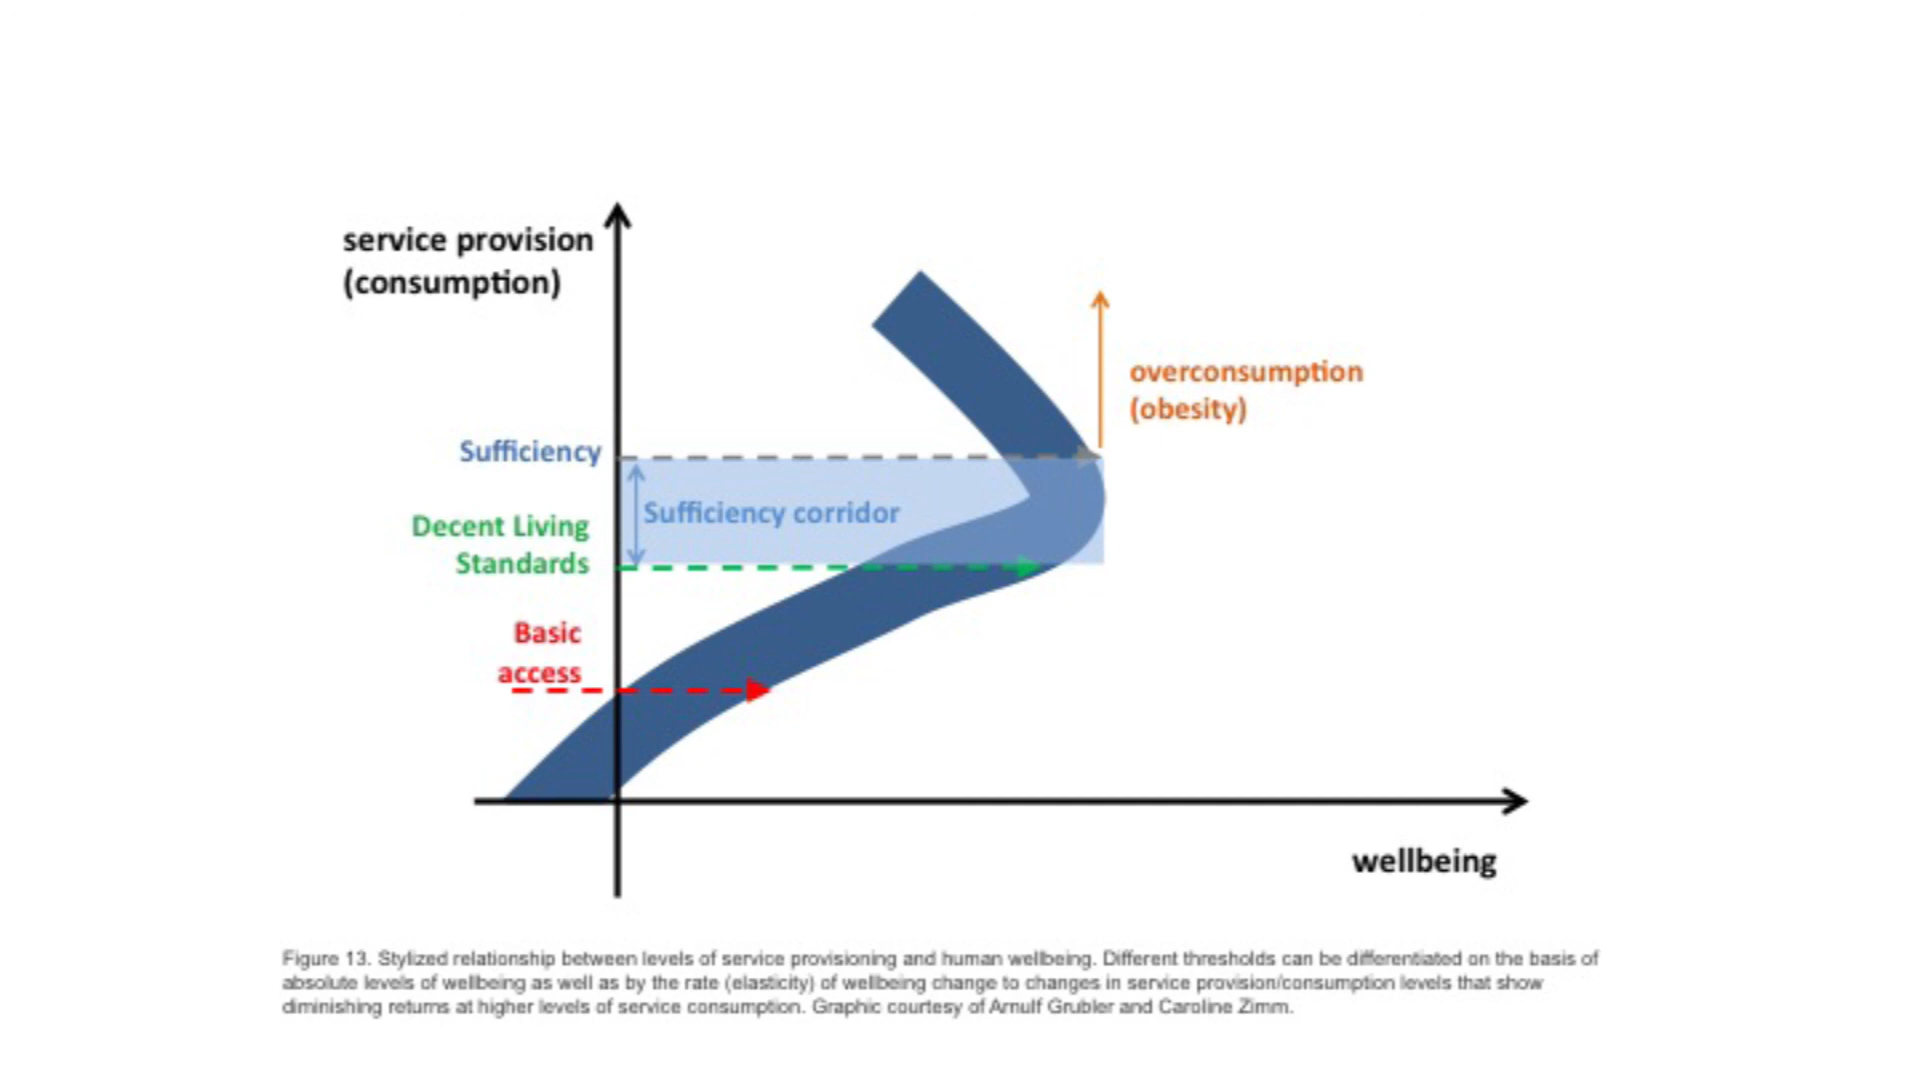 service provision
(consumption)
overconsumption
(obesity)
Sufficiency
Sufficiency corridor
Decent Living
Standards
Basic
access
wellbeing
Figure 13. Stylized relationship between levels of service provisioning and human wellbeing. Different thresholds can be differentiated on the basis of
absolute levels of wellbeing as well as by the rate (elasticity) of wellbeing change to changes in service provision/consumption levels that show
diminishing returns at higher levels of service consumption. Graphic courtesy of Arnulf Grubler and Caroline Zimm.